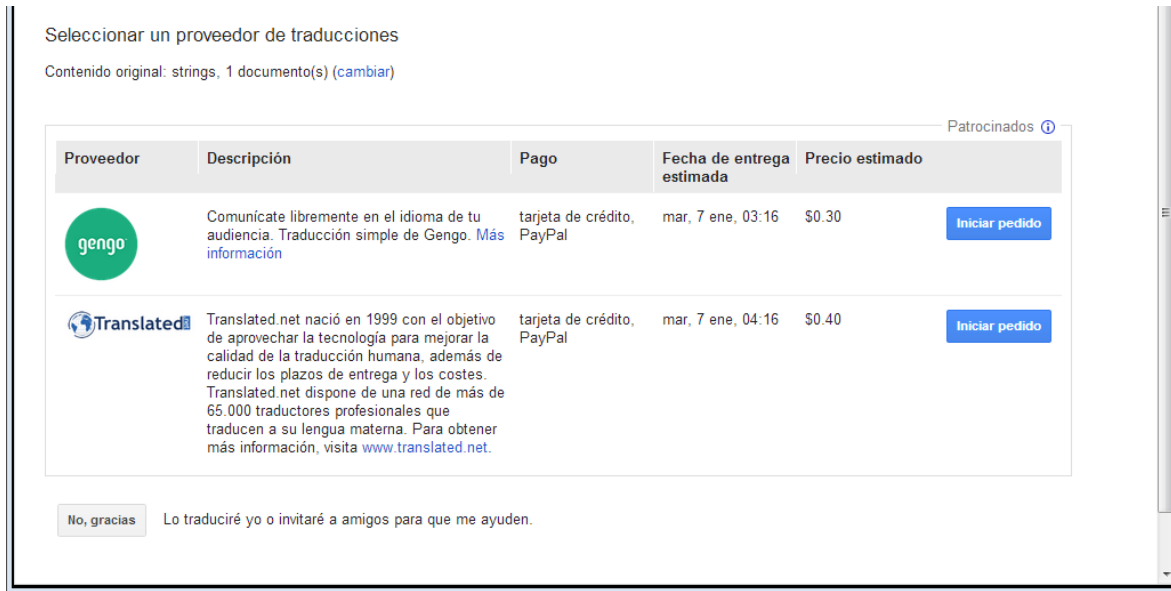 Seleccionar un proveedor de traducciones
Contenido original: strings, 1 documento(s) (cambiar)
Patrocinados
Proveedor Descripción Pago Fecha de entrega estimada Precio estimado
gengo
Comunícate libremente en el idioma de tu
audiencia. Traducción simple de Gengo. Más
información
tarjeta de crédito,
PayPal
mar, 7 ene, 03:16
$0.30
Iniciar pedido
Translated
Translated.net nació en 1999 con el objetivo
de aprovechar la tecnología para mejorar la
calidad de la traducción humana, además de
reducir los plazos de entrega y los costes.
Translated.net dispone de una red de más de
65.000 traductores profesionales que
traducen a su lengua materna. Para obtener
más información, visita www.translated.net.
tarjeta de crédito,
PayPal
mar, 7 ene, 04:16
$0.40
Iniciar pedido
No, gracias Lo traduciré yo o invitaré a amigos para que me ayuden.